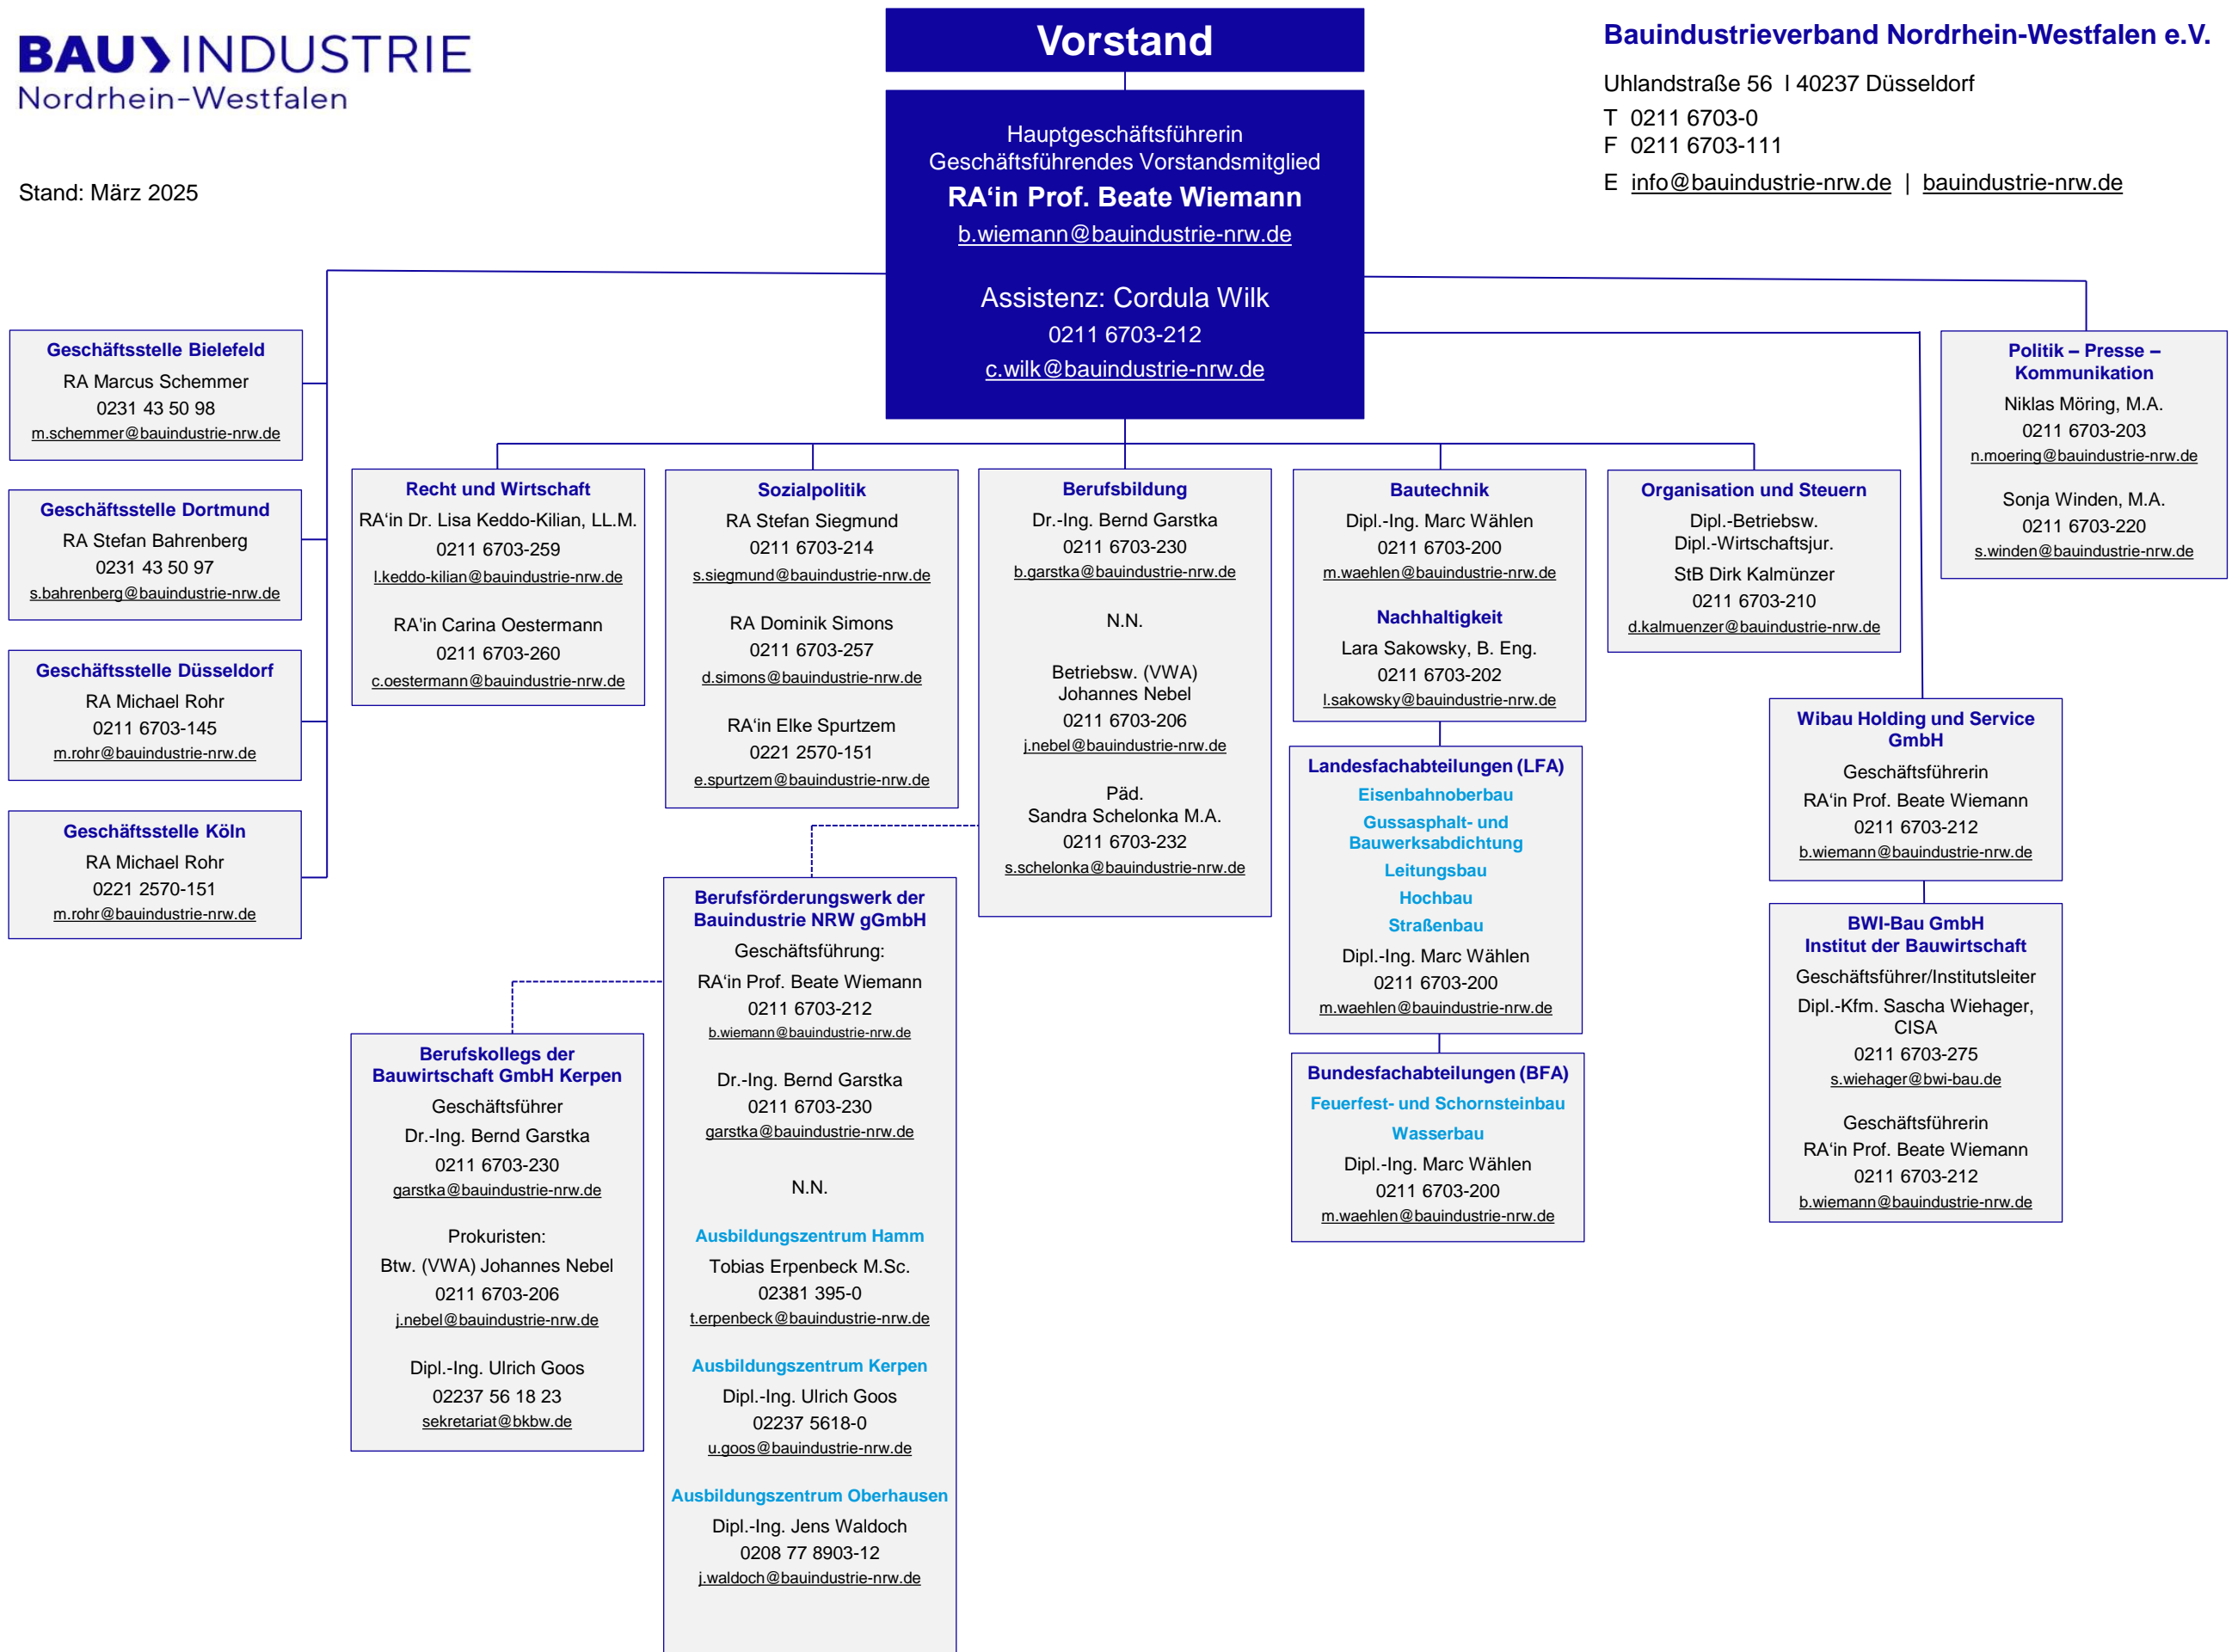 BAU INDUSTRIE
Nordrhein-Westfalen
Stand: März 2025
Vorstand
Hauptgeschäftsführerin
Geschäftsführendes Vorstandsmitglied
RA‘in Prof. Beate Wiemann
b.wiemann@bauindustrie-nrw.de
Assistenz: Cordula Wilk
0211 6703-212
c.wilk@bauindustrie-nrw.de
Bauindustrieverband Nordrhein-Westfalen e.V.
Uhlandstraße 56 l 40237 Düsseldorf
T 0211 6703-0
F 0211 6703-111
E info@bauindustrie-nrw.de | bauindustrie-nrw.de
Geschäftsstelle Bielefeld
RA Marcus Schemmer
0231 43 50 98
m.schemmer@bauindustrie-nrw.de
Geschäftsstelle Dortmund
RA Stefan Bahrenberg
0231 43 50 97
s.bahrenberg@bauindustrie-nrw.de
Geschäftsstelle Düsseldorf
RA Michael Rohr
0211 6703-145
m.rohr@bauindustrie-nrw.de
Geschäftsstelle Köln
RA Michael Rohr
0221 2570-151
m.rohr@bauindustrie-nrw.de
Recht und Wirtschaft
RA‘in Dr. Lisa Keddo-Kilian, LL.M.
0211 6703-259
l.keddo-kilian@bauindustrie-nrw.de
RA'in Carina Oestermann
0211 6703-260
c.oestermann@bauindustrie-nrw.de
Sozialpolitik
RA Stefan Siegmund
0211 6703-214
s.siegmund@bauindustrie-nrw.de
RA Dominik Simons
0211 6703-257
d.simons@bauindustrie-nrw.de
RA‘in Elke Spurtzem
0221 2570-151
e.spurtzem@bauindustrie-nrw.de
Berufsbildung
Dr.-Ing. Bernd Garstka
0211 6703-230
b.garstka@bauindustrie-nrw.de
N.N.
Betriebsw. (VWA)
Johannes Nebel
0211 6703-206
j.nebel@bauindustrie-nrw.de
Päd.
Sandra Schelonka M.A.
0211 6703-232
s.schelonka@bauindustrie-nrw.de
Bautechnik
Dipl.-Ing. Marc Wählen
0211 6703-200
m.waehlen@bauindustrie-nrw.de
Nachhaltigkeit
Lara Sakowsky, B. Eng.
0211 6703-202
l.sakowsky@bauindustrie-nrw.de
Organisation und Steuern
Dipl.-Betriebsw.
Dipl.-Wirtschaftsjur.
StB Dirk Kalmünzer
0211 6703-210
d.kalmuenzer@bauindustrie-nrw.de
Politik – Presse –
Kommunikation
Niklas Möring, M.A.
0211 6703-203
n.moering@bauindustrie-nrw.de
Sonja Winden, M.A.
0211 6703-220
s.winden@bauindustrie-nrw.de
Landesfachabteilungen (LFA)
Eisenbahnoberbau
Gussasphalt- und
Bauwerksabdichtung
Leitungsbau
Hochbau
Straßenbau
Dipl.-Ing. Marc Wählen
0211 6703-200
m.waehlen@bauindustrie-nrw.de
Bundesfachabteilungen (BFA)
Feuerfest- und Schornsteinbau
Wasserbau
Dipl.-Ing. Marc Wählen
0211 6703-200
m.waehlen@bauindustrie-nrw.de
Wibau Holding und Service
GmbH
Geschäftsführerin
RA‘in Prof. Beate Wiemann
0211 6703-212
b.wiemann@bauindustrie-nrw.de
BWI-Bau GmbH
Institut der Bauwirtschaft
Geschäftsführer/Institutsleiter
Dipl.-Kfm. Sascha Wiehager,
CISA
0211 6703-275
s.wiehager@bwi-bau.de
Geschäftsführerin
RA‘in Prof. Beate Wiemann
0211 6703-212
b.wiemann@bauindustrie-nrw.de
Berufsförderungswerk der
Bauindustrie NRW gGmbH
Geschäftsführung:
RA‘in Prof. Beate Wiemann
0211 6703-212
b.wiemann@bauindustrie-nrw.de
Dr.-Ing. Bernd Garstka
0211 6703-230
garstka@bauindustrie-nrw.de
N.N.
Ausbildungszentrum Hamm
Tobias Erpenbeck M.Sc.
02381 395-0
t.erpenbeck@bauindustrie-nrw.de
Ausbildungszentrum Kerpen
Dipl.-Ing. Ulrich Goos
02237 5618-0
u.goos@bauindustrie-nrw.de
Ausbildungszentrum Oberhausen
Dipl.-Ing. Jens Waldoch
0208 77 8903-12
j.waldoch@bauindustrie-nrw.de
Berufskollegs der
Bauwirtschaft GmbH Kerpen
Geschäftsführer
Dr.-Ing. Bernd Garstka
0211 6703-230
garstka@bauindustrie-nrw.de
Prokuristen:
Btw. (VWA) Johannes Nebel
0211 6703-206
j.nebel@bauindustrie-nrw.de
Dipl.-Ing. Ulrich Goos
02237 56 18 23
sekretariat@bkbw.de